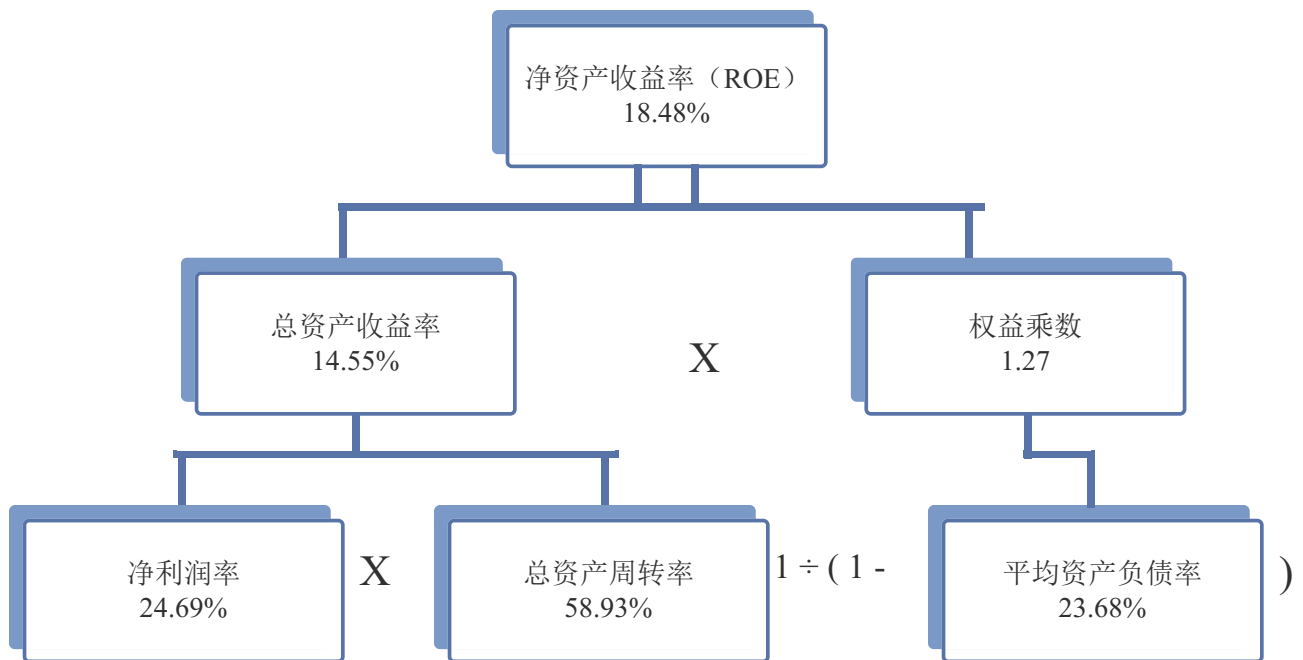 净资产收益率（ROE）
18.48%
总资产收益率
14.55%
X
权益乘数
1.27
净利润率
24.69%
X
总资产周转率
58.93%
1 ÷ ( 1 -
平均资产负债率
23.68%
)